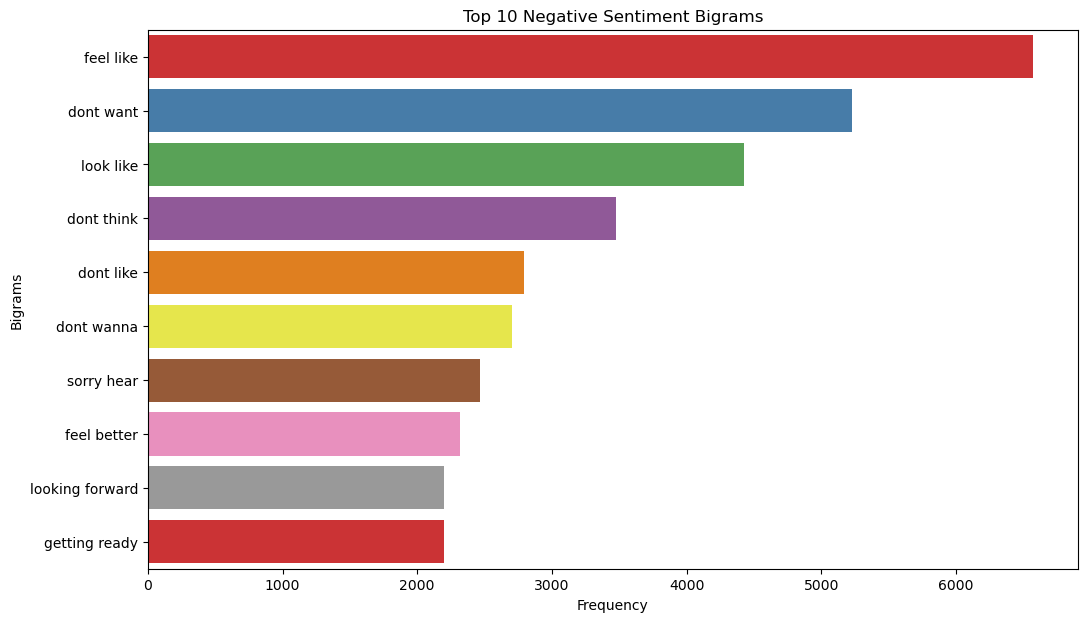 Top 10 Negative Sentiment Bigrams
feel like
dont want
look like
dont think
dont like
dont wanna
sorry hear
feel better
looking forward
getting ready
Bigrams
0 1000 2000 3000 4000 5000 6000
Frequency